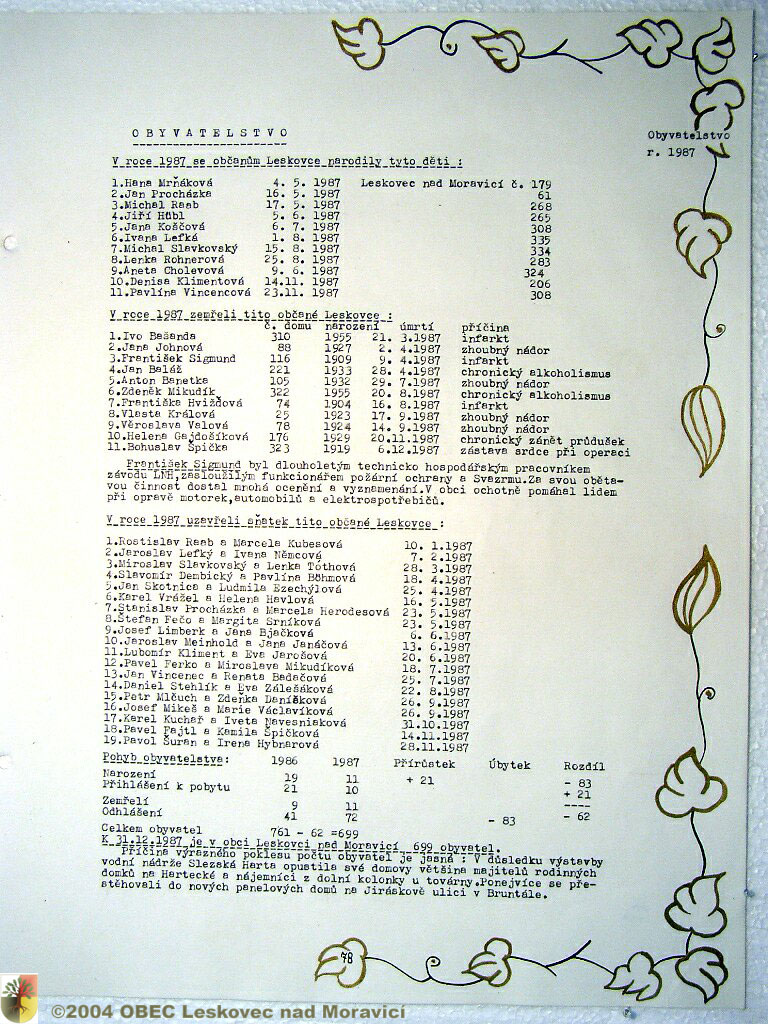 O B Y V A T E L S T V O
Obyvatelstvo
r. 1987
V roce 1987 se občanům Leskovce narodily tyto děti :
1.Hana Mrňáková 4. 5. 1987 Leskovec nad Moravicí č. 179
2.Jan Procházka 16. 5. 1987 61
3.Michal Raab 17. 5. 1987 268
4.Jiří Hübl 5. 6. 1987 265
5.Jana Koščová 6. 7. 1987 308
6.Ivana Lefká 1. 8. 1987 335
7.Michal Slavkovský 15. 8. 1987 334
8.Lenka Rohnerová 25. 8. 1987 283
9.Aneta Cholevová 9. 6. 1987 324
10.Denisa Klimentová 14.11. 1987 206
11.Pavlína Vincencová 23.11. 1987 308
V roce 1987 zemřeli tito občané Leskovce :
č. domu narození úmrtí příčina
1.Ivo Bašanda 310 1955 21. 3.1987 infarkt
2.Jana Johnová 88 1927 2. 4.1987 zhoubný nádor
3.František Sigmund 116 1909 9. 4.1987 infarkt
4.Jan Baláž 221 1933 28. 4.1987 chronický alkoholismus
5.Anton Banetka 105 1932 29. 7.1987 zhoubný nádor
6.Zdeněk Mikudík 322 1955 20. 8.1987 chronický alkoholismus
7.Františka Hvižďová 74 1904 16. 8.1987 infarkt
8.Vlasta Králová 25 1923 17. 9.1987 zhoubný nádor
9.Věroslava Valová 78 1924 14. 9.1987 zhoubný nádor
10.Helena Gajdošíková 176 1929 20.11.1987 chronický zánět průdušek
11.Bohuslav Špička 323 1919 6.12.1987 zástava srdce při operaci
František Sigmund byl dlouholetým technicko hospodářským pracovníkem
závodu LNH,zasloužilým funkcionářem požární ochrany a Svazrmu.Za svou oběta-
vou činnost dostal mnohá ocenění a vyznamenání.V obci ochotně pomáhal lidem
při opravě motorek,automobilů a elektrospotřebičů.
V roce 1987 uzavřeli sňatek tito občané Leskovce :
1.Rostislav Raab a Marcela Kubesová 10. 1.1987
2.Jaroslav Lefký a Ivana Němcová 7. 2.1987
3.Miroslav Slavkovský a Lenka Tóthová 28. 3.1987
4.Slavomír Dembický a Pavlína Böhmová 18. 4.1987
5.Jan Skotnica a Ludmila Ezechýlová 25. 4.1987
6.Karel Vrážel a Helena Havlová 16. 5.1987
7.Stanislav Procházka a Marcela Herodesová 23. 5.1987
8.Štefan Fečo a Margita Srníková 23. 5.1987
9.Josef Limberk a Jana Bjačková 6. 6.1987
10.Jaroslav Meinhold a Jana Janáčová 13. 6.1987
11.Lubomír Kliment a Eva Jarošová 20. 6.1987
12.Pavel Ferko a Miroslava Mikudíková 18. 7.1987
13.Jan Vincenec a Renata Badačová 25. 7.1987
14.Daniel Stehlík a Eva Zálešáková 22. 8.1987
15.Petr Mlčuch a Zdeňka Daníšková 26. 9.1987
16.Josef Mikeš a Marie Václavíková 26. 9.1987
17.Karel Kuchař a Iveta Navesniaková 31.10.1987
18.Pavel Fajtl a Kamila Špičková 14.11.1987
19.Pavol Šuran a Irena Hybnarová 28.11.1987
Pohyb obyvatelstva: 1986 1987 Přírůstek Úbytek Rozdíl
Narození 19 11 + 21 - 83
Přihlášení k pobytu 21 10 + 21
Zemřelí 9 11 ----
Odhlášení 41 72 - 83 - 62
Celkem obyvatel 761 - 62 =699
K 31.12.1987 je v obci Leskovci nad Moravicí 699 obyvatel.
Příčina výrazného poklesu počtu obyvatel je jasná : V důsledku výstavby
vodní nádrže Slezská Harta opustila své domovy většina majitelů rodinných
domků na Hartecké a nájemníci z dolní kolonky u továrny.Ponejvíce se pře-
stěhovali do nových panelových domů na Jiráskově ulici v Bruntále.
78
©2004 OBEC Leskovec nad Moravicí